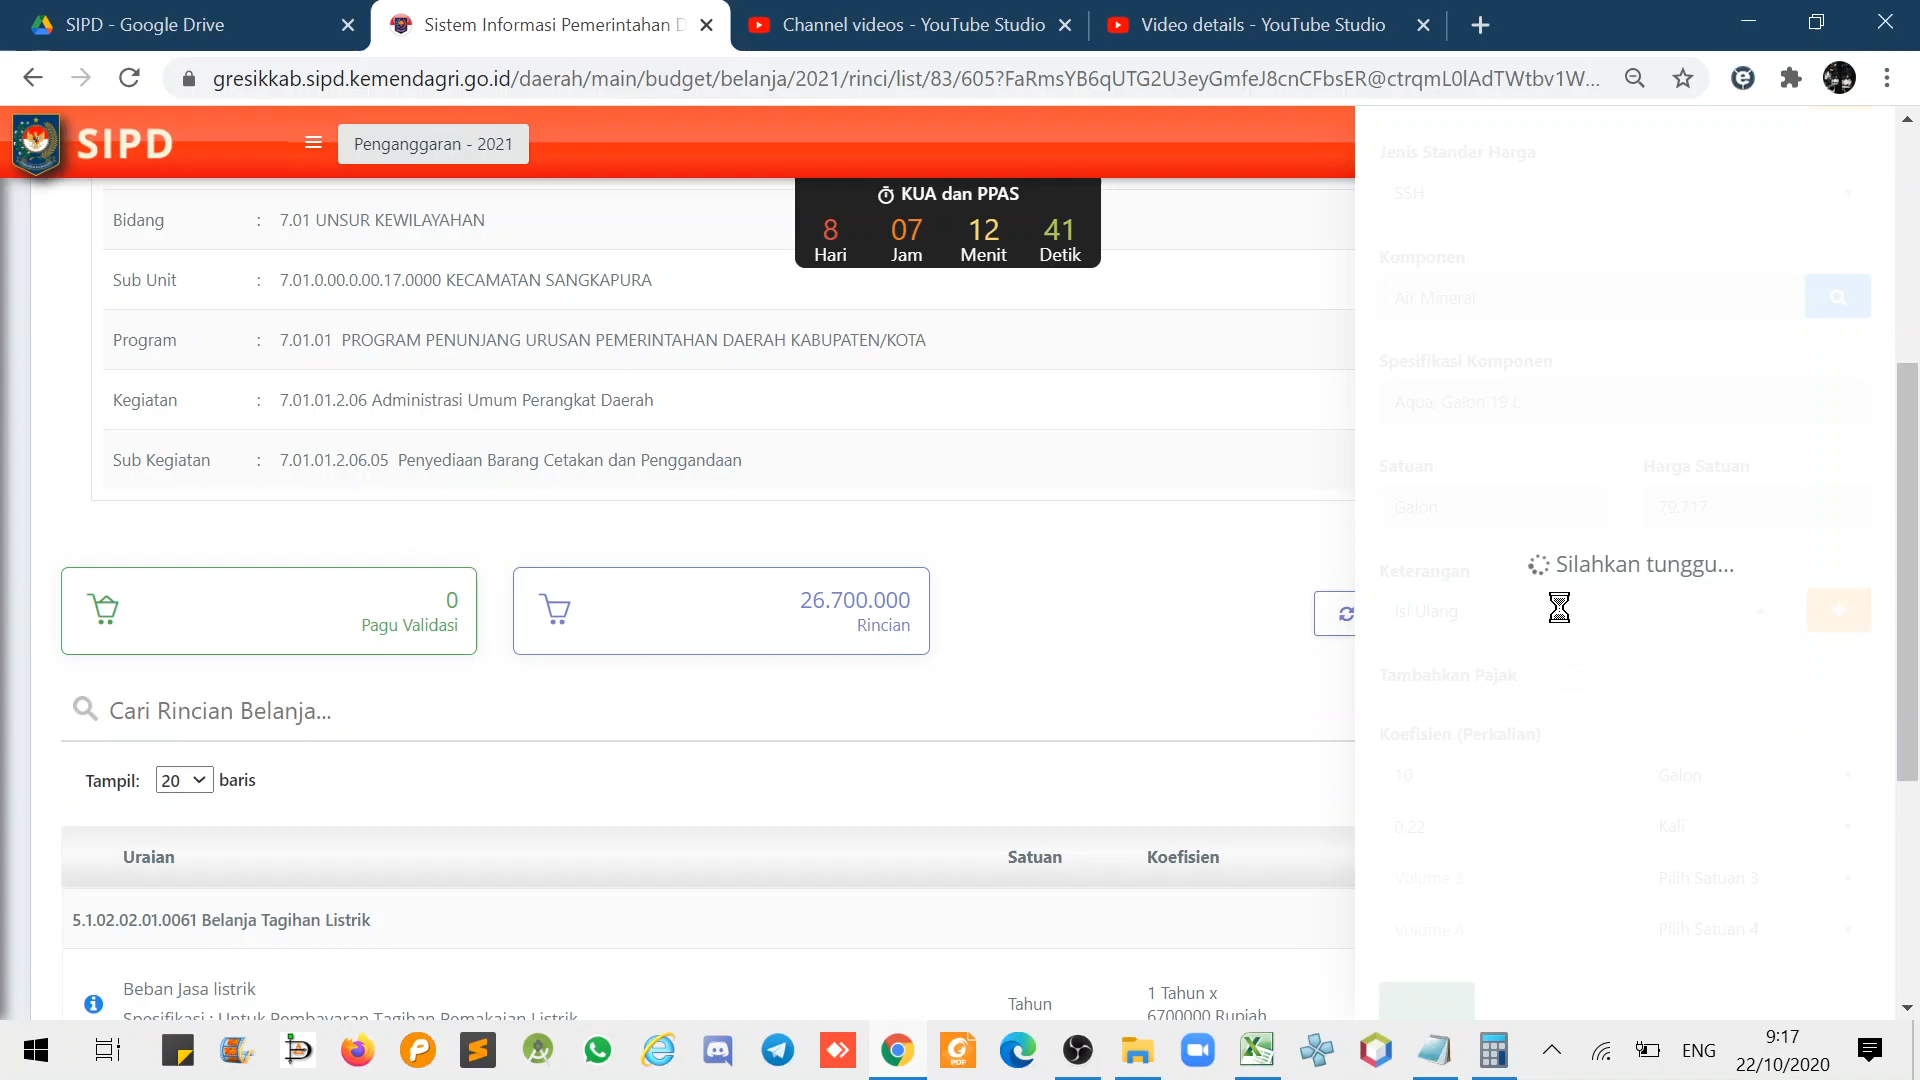 SIPD - Google Drive
Sistem Informasi Pemerintahan D
Channel videos - YouTube Studio
Video details - YouTube Studio
gresikkab.sipd.kemendagri.go.id/daerah/main/budget/belanja/2021/rinci/list/83/605?FaRmsYB6qUTG2U3eyGmfeJ8cnCFbsER@ctrqmL0lAdTWtbv1W...
SIPD
Penganggaran - 2021
KUA dan PPAS
8 07 12 41
Hari Jam Menit Detik
Bidang : 7.01 UNSUR KEWILAYAHAN
Sub Unit : 7.01.0.00.0.00.17.0000 KECAMATAN SANGKAPURA
Program : 7.01.01 PROGRAM PENUNJANG URUSAN PEMERINTAHAN DAERAH KABUPATEN/KOTA
Kegiatan : 7.01.01.2.06 Administrasi Umum Perangkat Daerah
Sub Kegiatan : 7.01.01.2.06.05 Penyediaan Barang Cetakan dan Penggandaan
0
Pagu Validasi
26.700.000
Rincian
Cari Rincian Belanja...
Tampil: 20 baris
Uraian Satuan Koefisien
5.1.02.02.01.0061 Belanja Tagihan Listrik
Beban Jasa listrik
Spesifikasi : Untuk Pembayaran Tagihan Pemakaian Listrik
Tahun
1 Tahun x
6700000 Rupiah
Jenis Standar Harga
SSH
Komponen
Air Mineral
Spesifikasi Komponen
Aqua, Galon 19 L
Satuan Harga Satuan
Galon 79.717
Silahkan tunggu...
Keterangan
Isi Ulang
Tambahkan Pajak
Koefisien (Perkalian)
10 Galon
0.22 Kali
Volume 3 Pilih Satuan 3
Volume 4 Pilih Satuan 4
PDF
ENG
9:17
22/10/2020